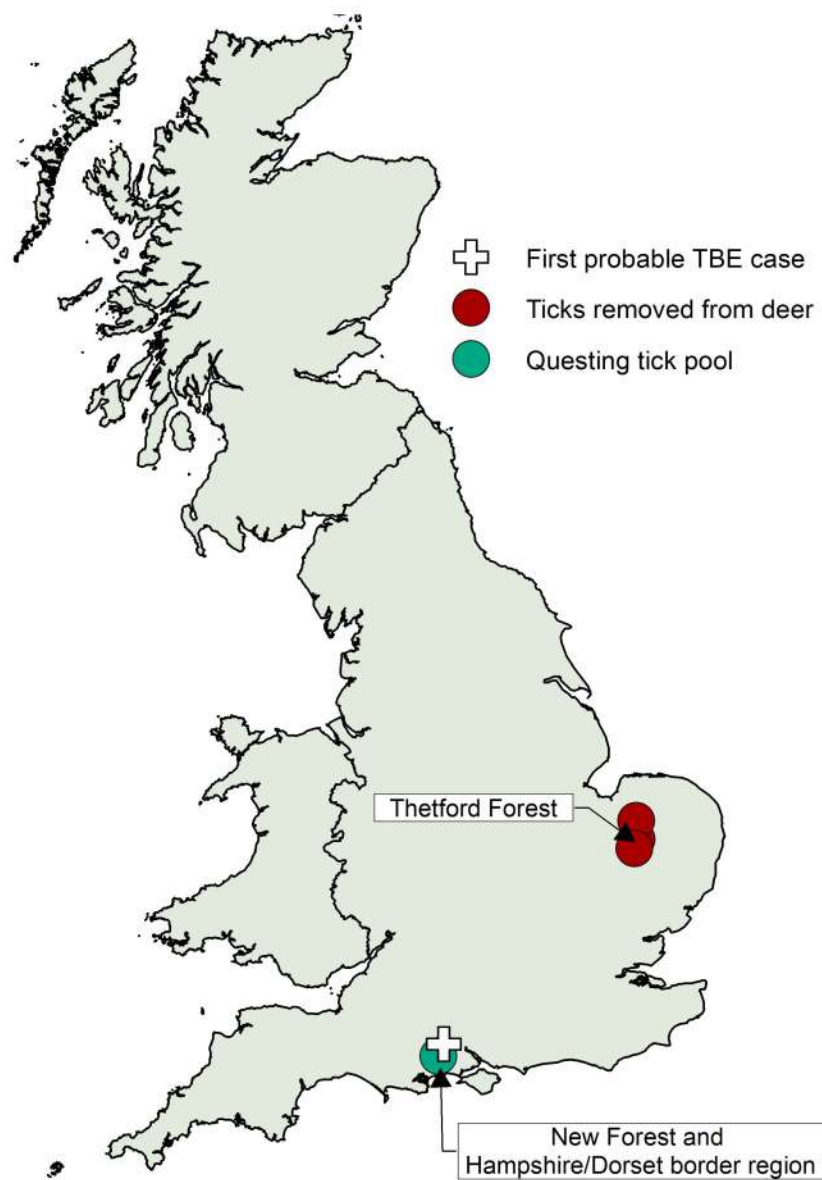 First probable TBE case
Ticks removed from deer
Questing tick pool
Thetford Forest
New Forest and
Hampshire/Dorset border region